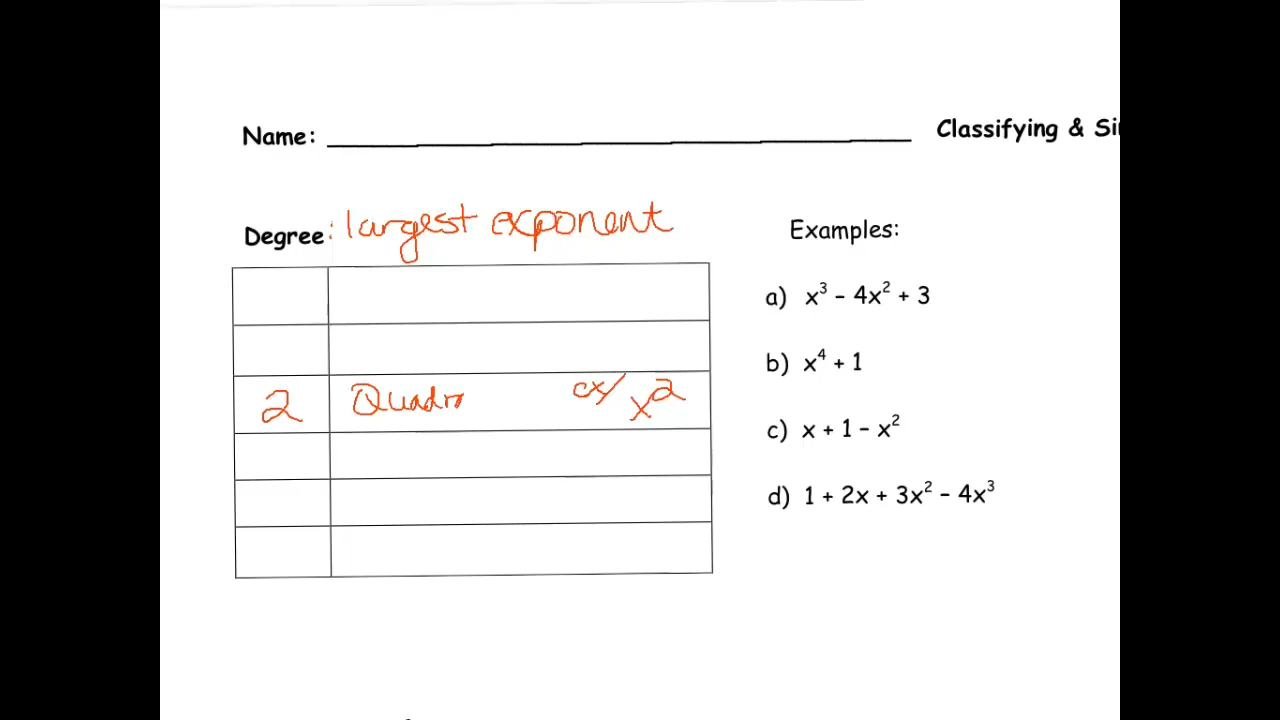 Name: Classifying & Si
Degree: largest exponent
2 Quadr ex/ x²
Examples:
a) x³ - 4x² + 3
b) x⁴ + 1
c) x + 1 - x²
d) 1 + 2x + 3x² - 4x³